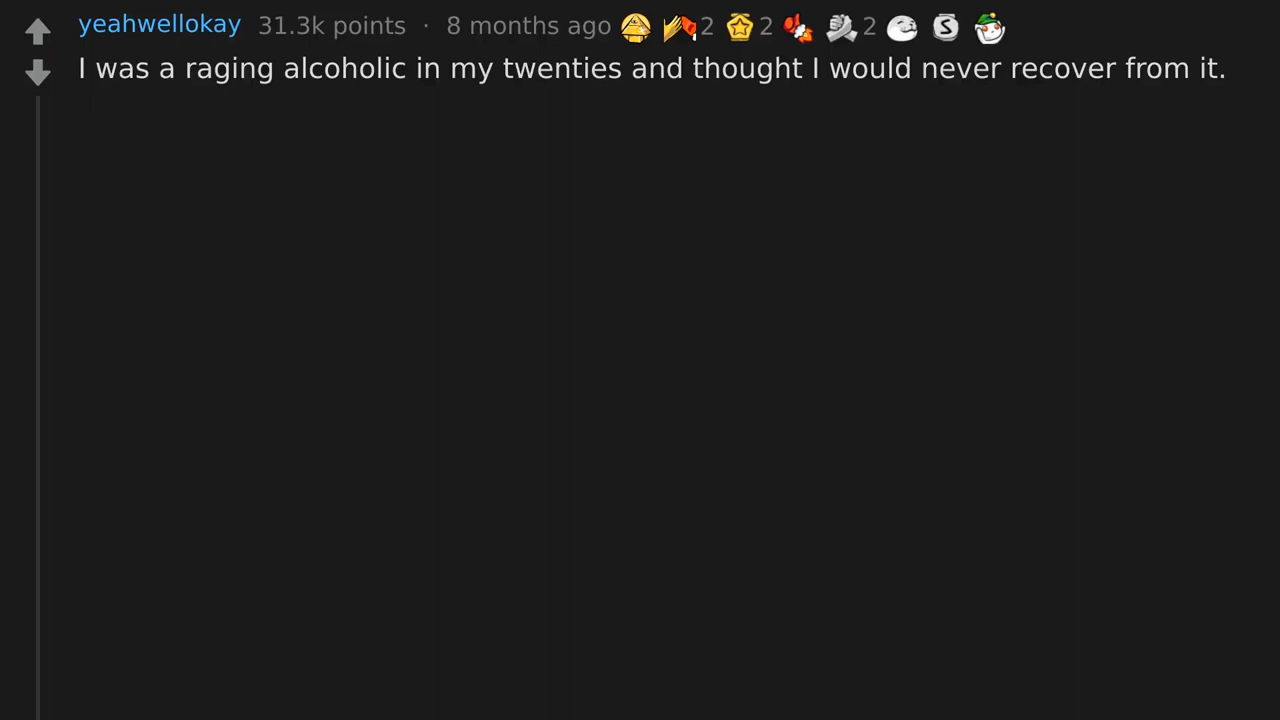 yeahwellokay 31.3k points · 8 months ago 2 2 2 S
I was a raging alcoholic in my twenties and thought I would never recover from it.